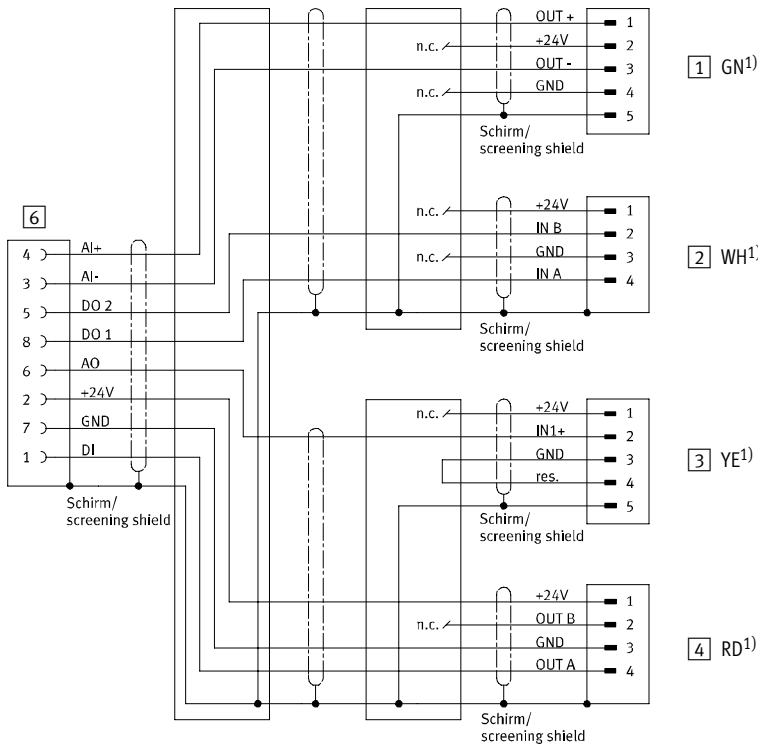 OUT +
1
+24V
n.c.
2
OUT -
3
GND
n.c.
4
5
Schirm/
screening shield
1 GN1)
+24V
n.c.
1
IN B
2
GND
n.c.
3
IN A
4
Schirm/
screening shield
2 WH1)
6
4 AI+
3 AI-
5 DO 2
8 DO 1
6 AO
2 +24V
7 GND
1 DI
Schirm/
screening shield
+24V
n.c.
1
IN1+
2
GND
3
res.
4
5
Schirm/
screening shield
3 YE1)
+24V
1
OUT B
n.c.
2
GND
3
OUT A
4
Schirm/
screening shield
4 RD1)